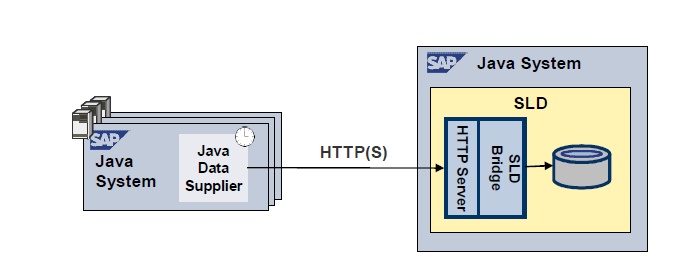 SAP
Java
System
Java
Data
Supplier
HTTP(S)
SAP
Java System
SLD
HTTP Server
SLD
Bridge